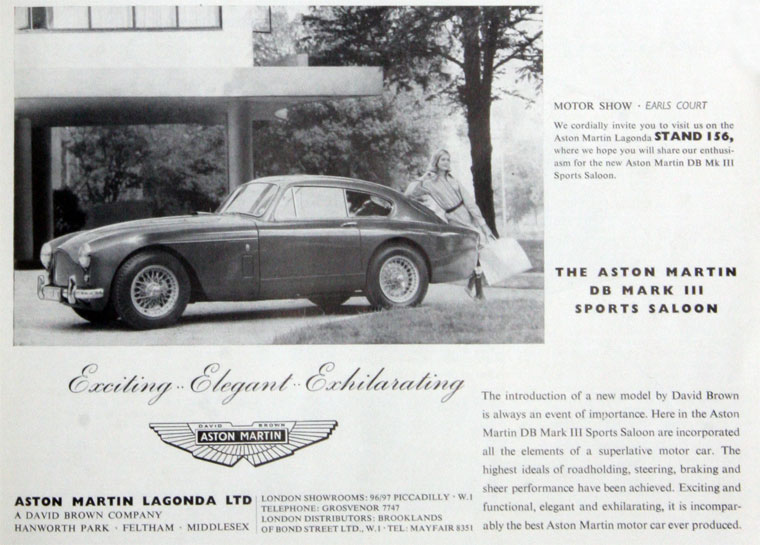 MOTOR SHOW · EARLS COURT
We cordially invite you to visit us on the
Aston Martin Lagonda STAND 156,
where we hope you will share our enthusi-
asm for the new Aston Martin DB Mk III
Sports Saloon.
THE ASTON MARTIN
DB MARK III
SPORTS SALOON
Exciting·· Elegant ·· Exhilarating
DAVID BROWN
ASTON MARTIN
The introduction of a new model by David Brown
is always an event of importance. Here in the Aston
Martin DB Mark III Sports Saloon are incorporated
all the elements of a superlative motor car. The
highest ideals of roadholding, steering, braking and
sheer performance have been achieved. Exciting and
functional, elegant and exhilarating, it is incompar-
ably the best Aston Martin motor car ever produced.
ASTON MARTIN LAGONDA LTD
A DAVID BROWN COMPANY
HANWORTH PARK · FELTHAM · MIDDLESEX
LONDON SHOWROOMS: 96/97 PICCADILLY · W.1
TELEPHONE: GROSVENOR 7747
LONDON DISTRIBUTORS: BROOKLANDS
OF BOND STREET LTD., W.1 · TEL: MAYFAIR 8351